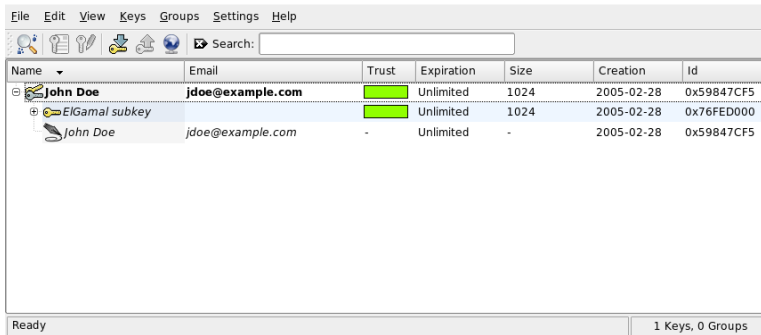 File Edit View Keys Groups Settings Help
Search:
Name Email Trust Expiration Size Creation Id
John Doe jdoe@example.com Unlimited 1024 2005-02-28 0x59847CF5
ElGamal subkey Unlimited 1024 2005-02-28 0x76FED000
John Doe jdoe@example.com - Unlimited - 2005-02-28 0x59847CF5
Ready 1 Keys, 0 Groups